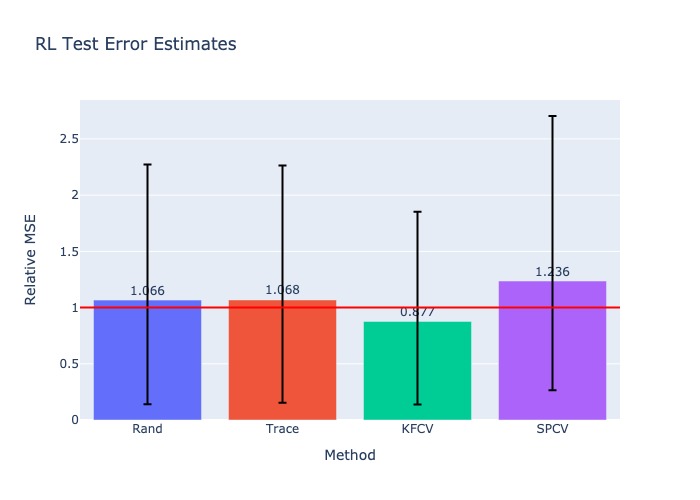 RL Test Error Estimates
Relative MSE
2.5
2
1.5
1
0.5
0
1.066
1.068
0.877
1.236
Rand
Trace
KFCV
SPCV
Method